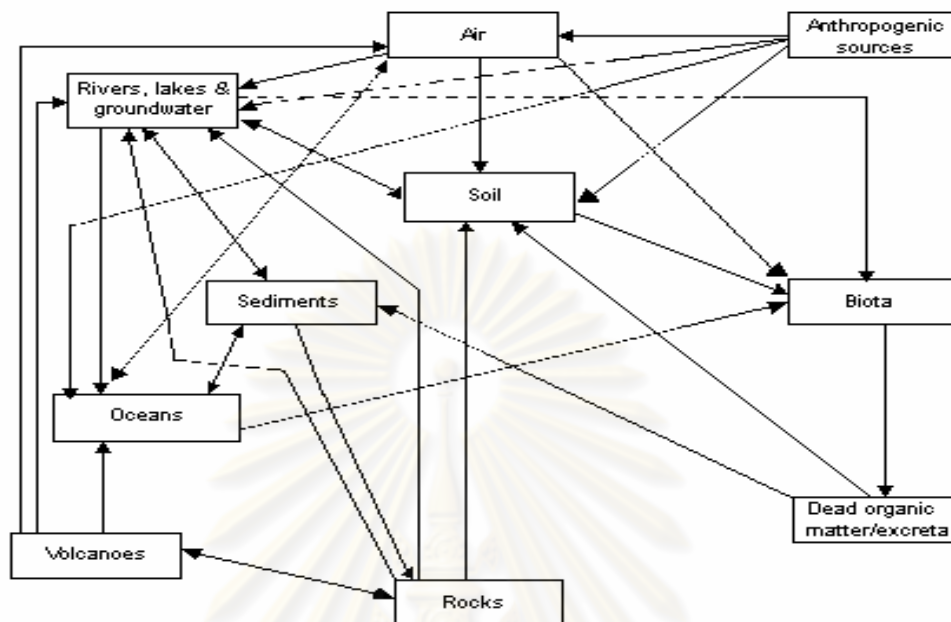 Air
Anthropogenic
sources
Rivers, lakes &
groundwater
Soil
Sediments
Biota
Oceans
Dead organic
matter/excreta
Volcanoes
Rocks